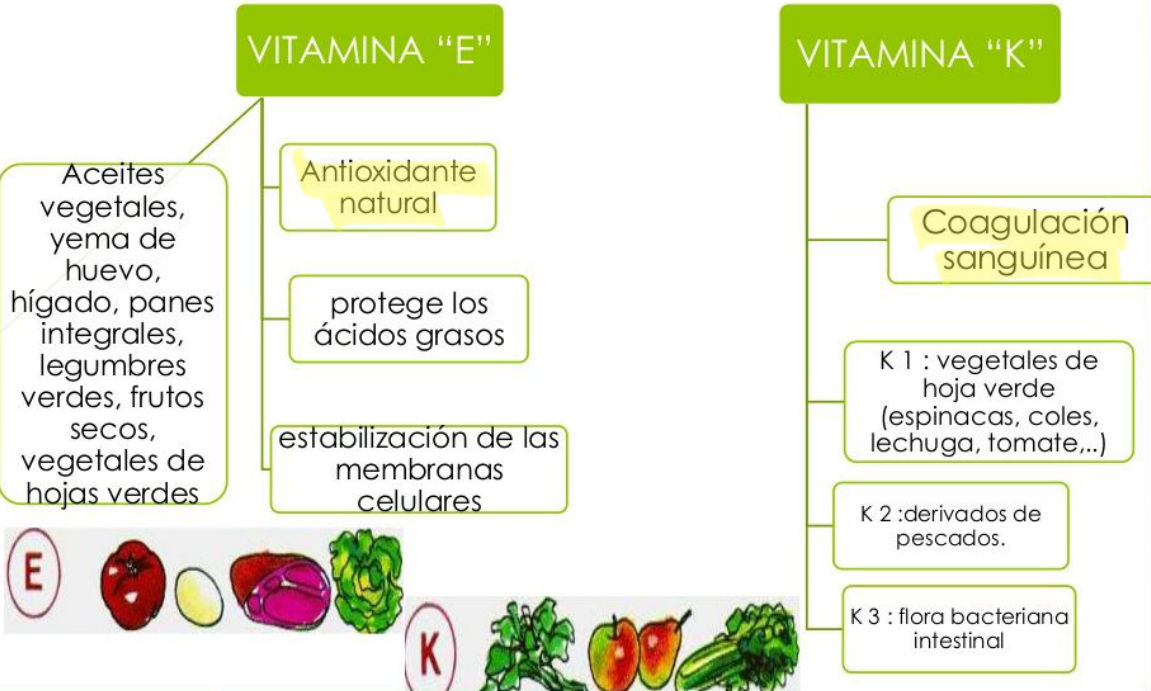 VITAMINA “E”
Aceites
vegetales,
yema de
huevo,
hígado, panes
integrales,
legumbres
verdes, frutos
secos,
vegetales de
hojas verdes
Antioxidante
natural
protege los
ácidos grasos
estabilización de las
membranas
celulares
E
VITAMINA “K”
Coagulación
sanguínea
K 1 : vegetales de
hoja verde
(espinacas, coles,
lechuga, tomate,..)
K 2 :derivados de
pescados.
K 3 : flora bacteriana
intestinal
K